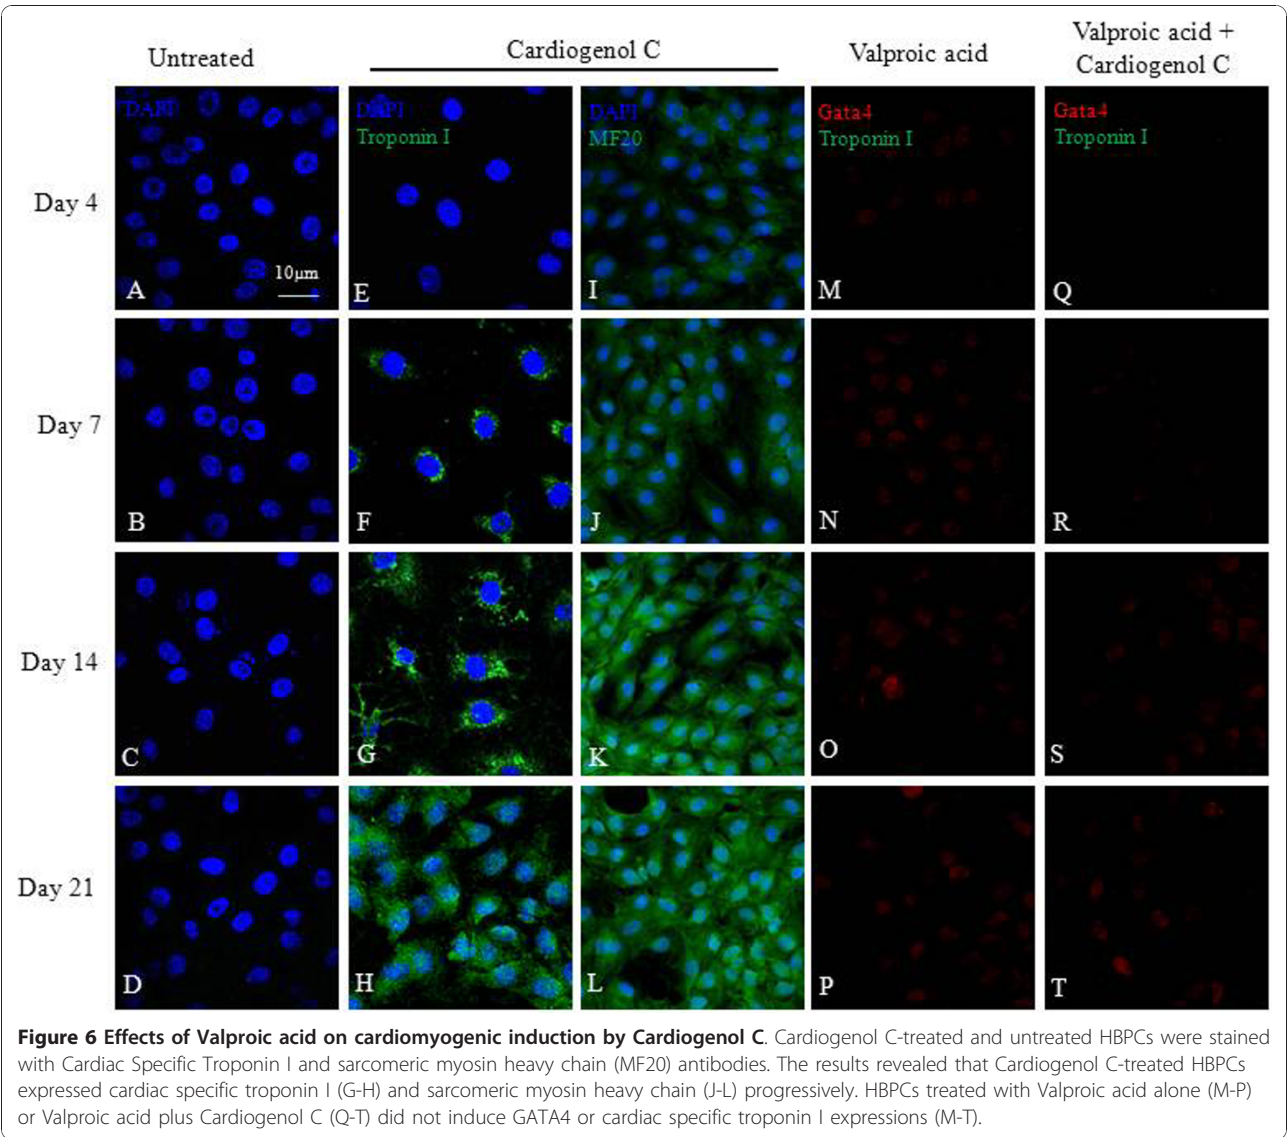 Untreated
Cardiogenol C
Valproic acid
Valproic acid +
Cardiogenol C
Day 4
DAPI
10µm
A
DAPI
Troponin I
E
DAPI
MF20
I
Gata4
Troponin I
M
Gata4
Troponin I
Q
Day 7
B
F
J
N
R
Day 14
C
G
K
O
S
Day 21
D
H
L
P
T
Figure 6 Effects of Valproic acid on cardiomyogenic induction by Cardiogenol C. Cardiogenol C-treated and untreated HBPCs were stained
with Cardiac Specific Troponin I and sarcomeric myosin heavy chain (MF20) antibodies. The results revealed that Cardiogenol C-treated HBPCs
expressed cardiac specific troponin I (G-H) and sarcomeric myosin heavy chain (J-L) progressively. HBPCs treated with Valproic Acid alone (M-P)
or Valproic acid plus Cardiogenol C (Q-T) did not induce GATA4 or cardiac specific troponin I expressions (M-T).